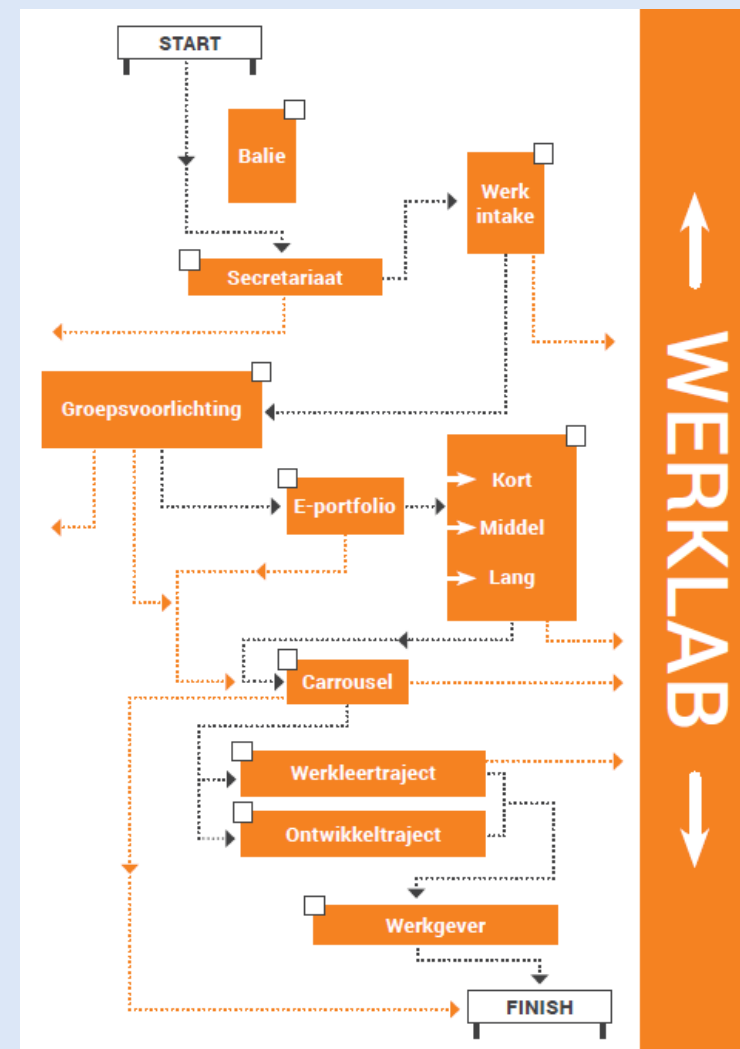 START
Balie
Werk
intake
Secretariaat
Groepsvoorlichting
E-portfolio
Kort
Middel
Lang
Carrousel
Werkleertraject
Ontwikkeltraject
Werkgever
FINISH
WERKLAB